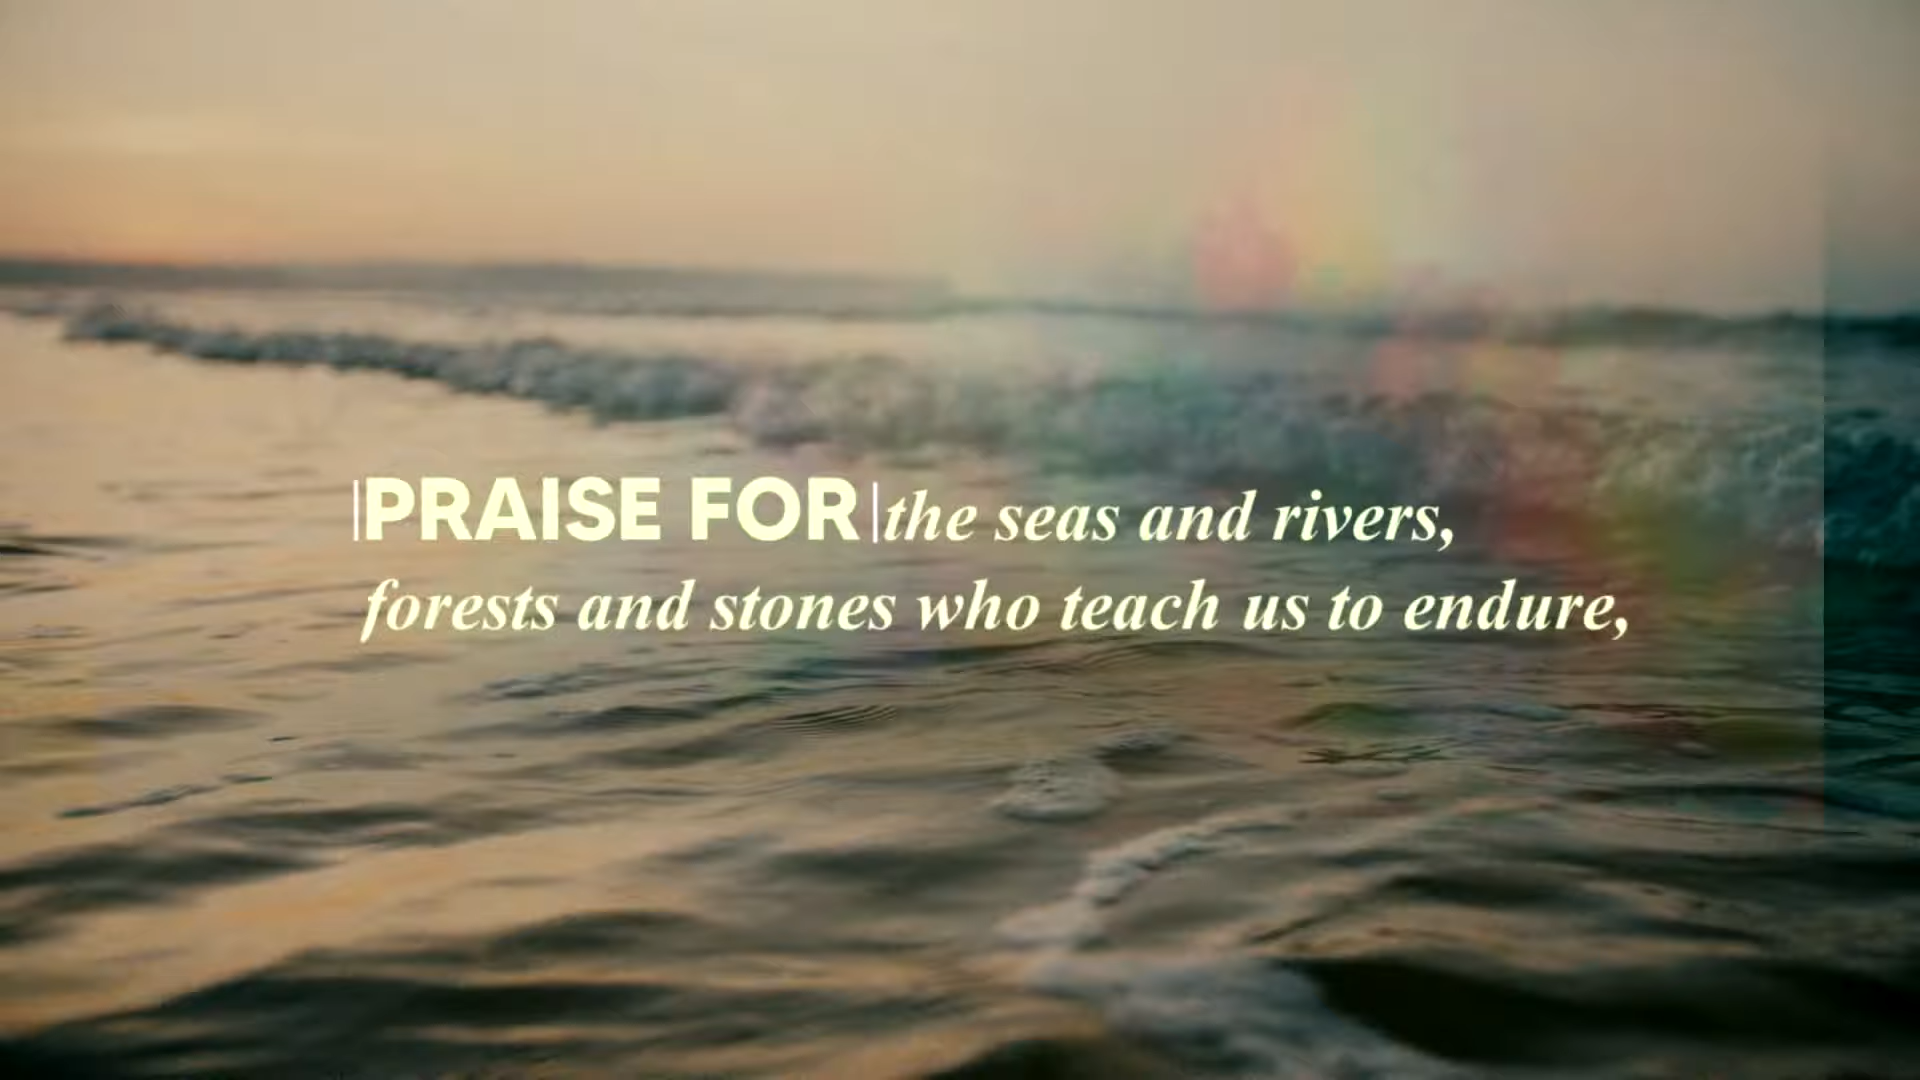 PRAISE FOR the seas and rivers,
forests and stones who teach us to endure,